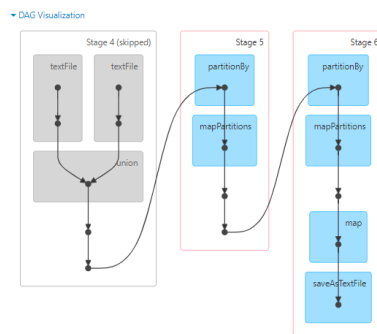 DAG Visualization
Stage 4 (skipped)
textFile
textFile
union
Stage 5
partitionBy
mapPartitions
Stage 6
partitionBy
mapPartitions
map
saveAsTextFile